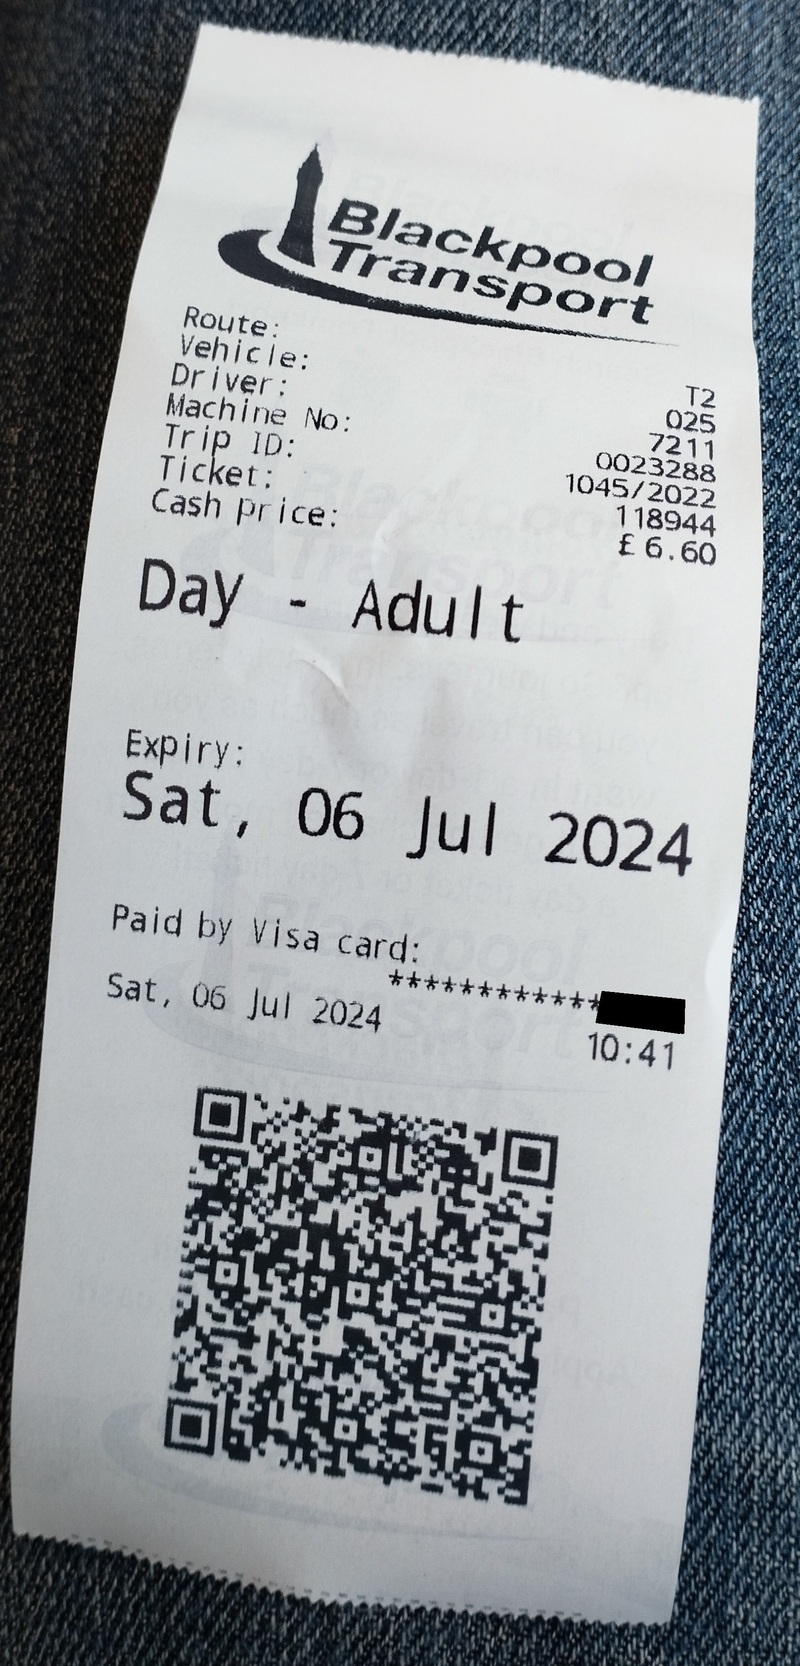 Blackpool
Transport
Route: T2
Vehicle: 025
Driver: 7211
Machine No: 0023288
Trip ID: 1045/2022
Ticket: 118944
Cash price: £ 6.60
Day - Adult
Expiry:
Sat, 06 Jul 2024
Paid by Visa card:
************
Sat, 06 Jul 2024 10:41